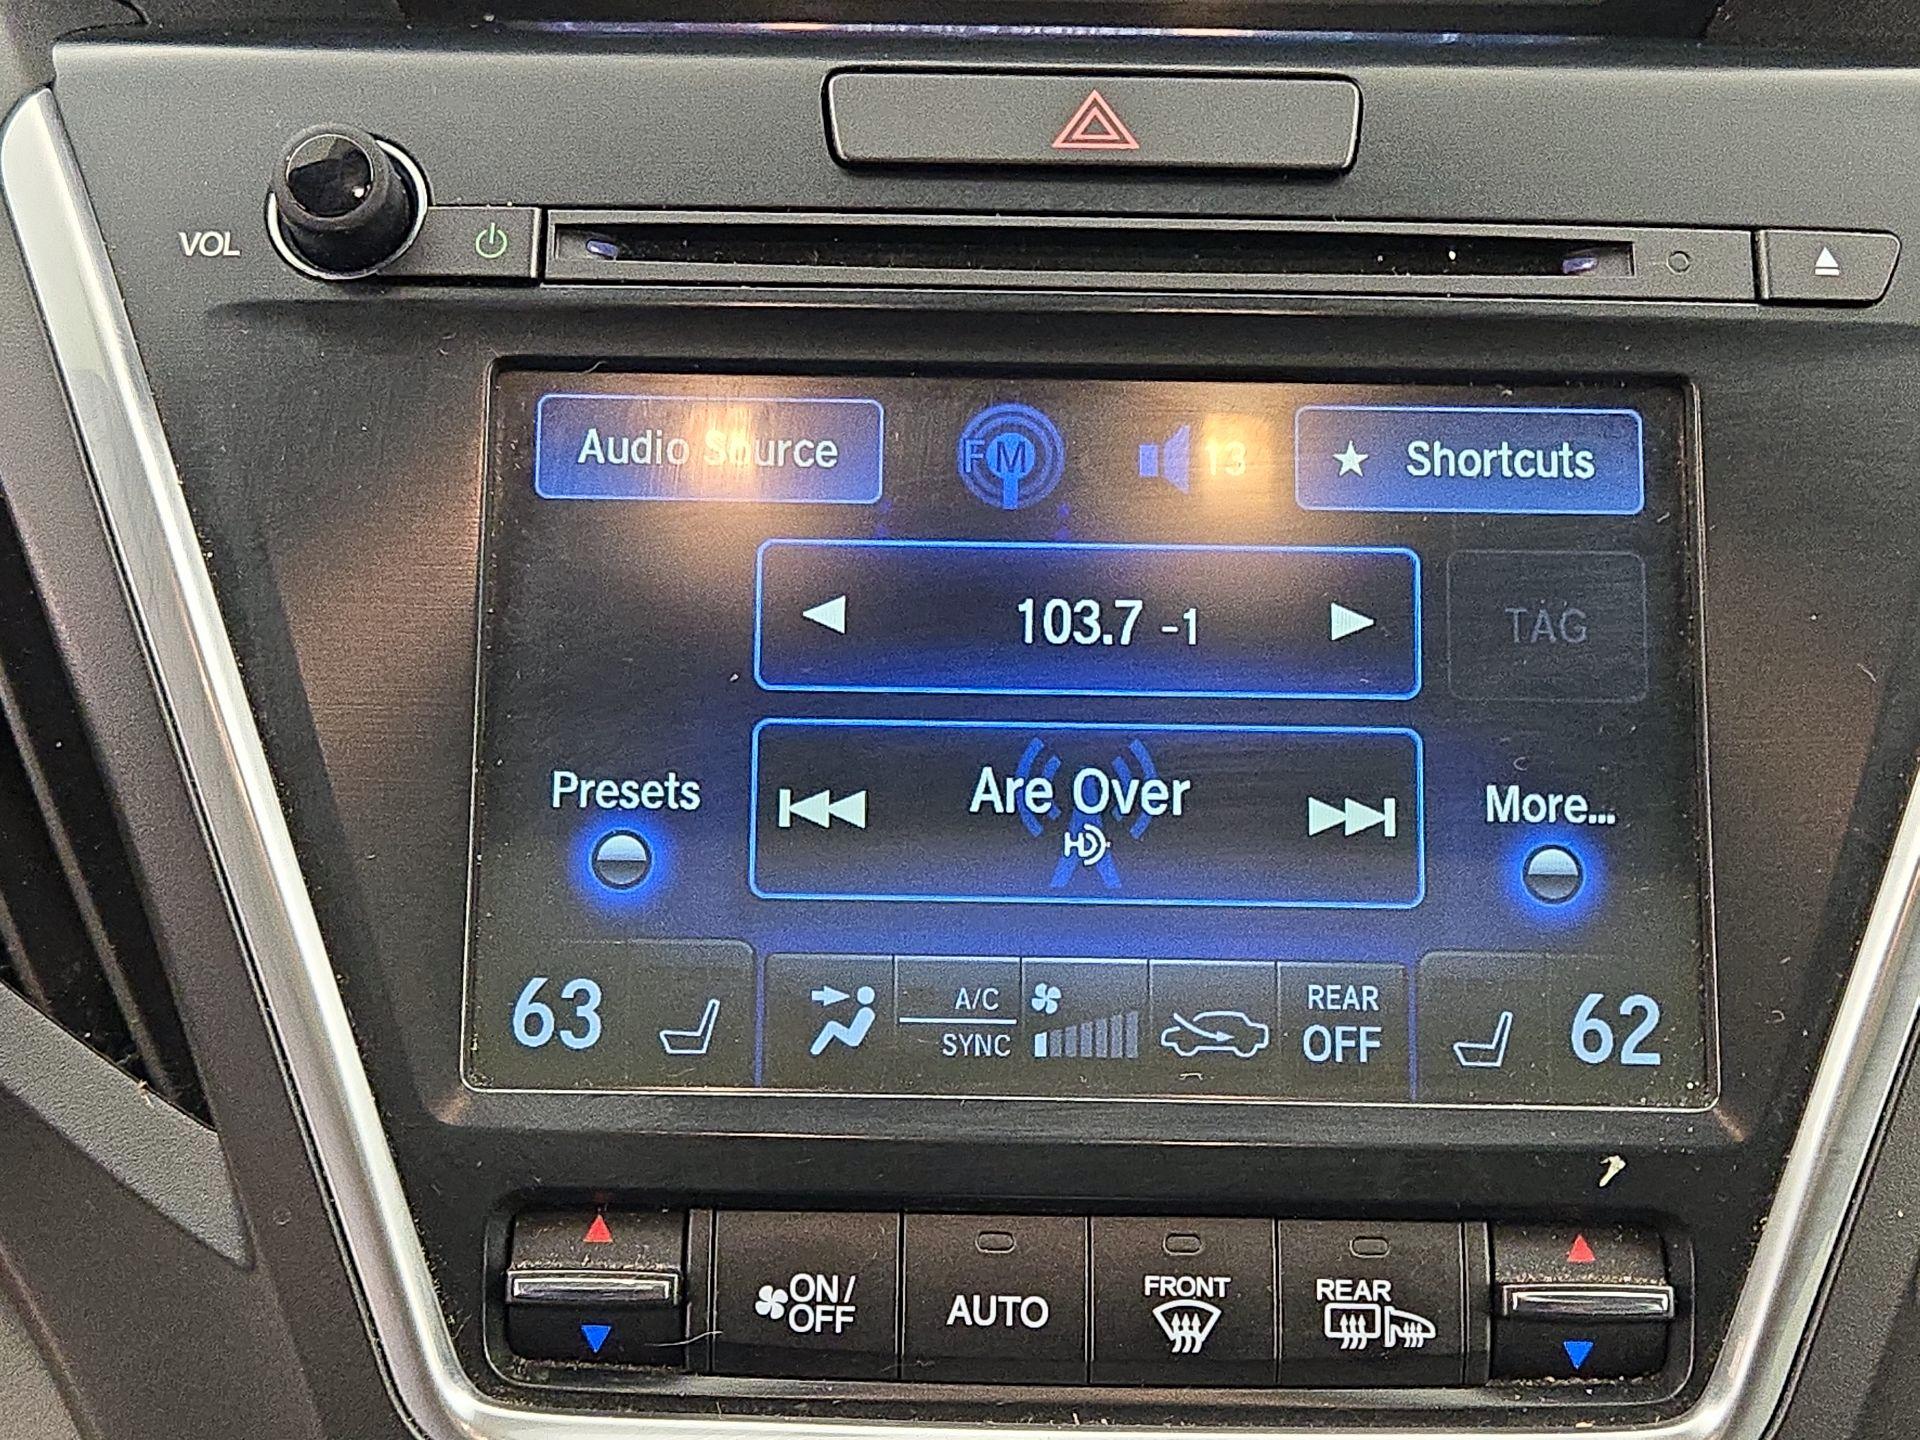 VOL
Audio Source
FM
13
★ Shortcuts
103.7 -1
TAG
Presets
Are Over
HD
More...
63
A/C
SYNC
REAR
OFF
62
ON/
OFF
AUTO
FRONT
REAR